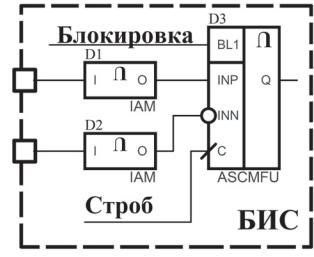 D3
Блокировка
BL1
D1
I
O
INP
Q
IAM
D2
INN
I
O
C
IAM
ASCMFU
Строб
БИС